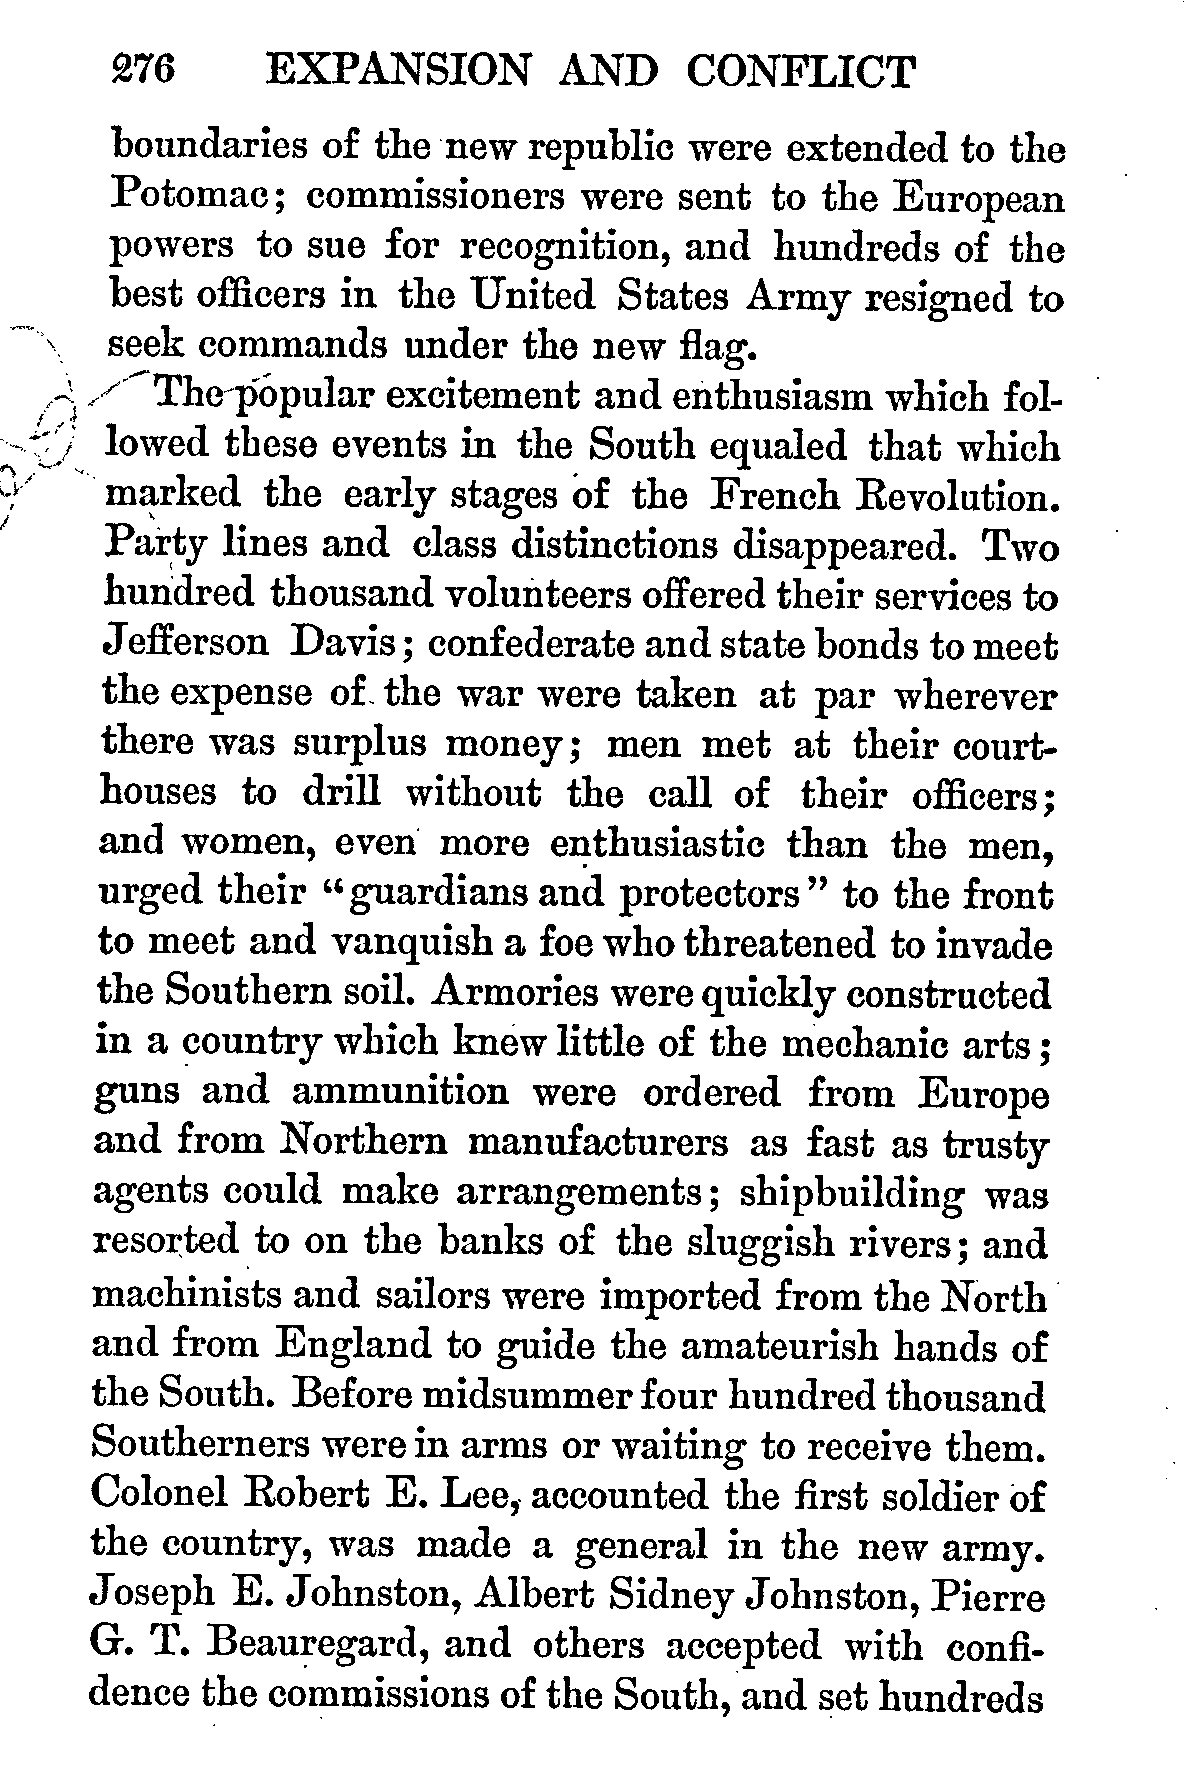 276 EXPANSION AND CONFLICT
boundaries of the new republic were extended to the
Potomac; commissioners were sent to the European
powers to sue for recognition, and hundreds of the
best officers in the United States Army resigned to
seek commands under the new flag.
The popular excitement and enthusiasm which fol-
lowed these events in the South equaled that which
marked the early stages of the French Revolution.
Party lines and class distinctions disappeared. Two
hundred thousand volunteers offered their services to
Jefferson Davis; confederate and state bonds to meet
the expense of the war were taken at par wherever
there was surplus money; men met at their court-
houses to drill without the call of their officers;
and women, even more enthusiastic than the men,
urged their "guardians and protectors" to the front
to meet and vanquish a foe who threatened to invade
the Southern soil. Armories were quickly constructed
in a country which knew little of the mechanic arts;
guns and ammunition were ordered from Europe
and from Northern manufacturers as fast as trusty
agents could make arrangements; shipbuilding was
resorted to on the banks of the sluggish rivers; and
machinists and sailors were imported from the North
and from England to guide the amateurish hands of
the South. Before midsummer four hundred thousand
Southerners were in arms or waiting to receive them.
Colonel Robert E. Lee, accounted the first soldier of
the country, was made a general in the new army.
Joseph E. Johnston, Albert Sidney Johnston, Pierre
G. T. Beauregard, and others accepted with confi-
dence the commissions of the South, and set hundreds